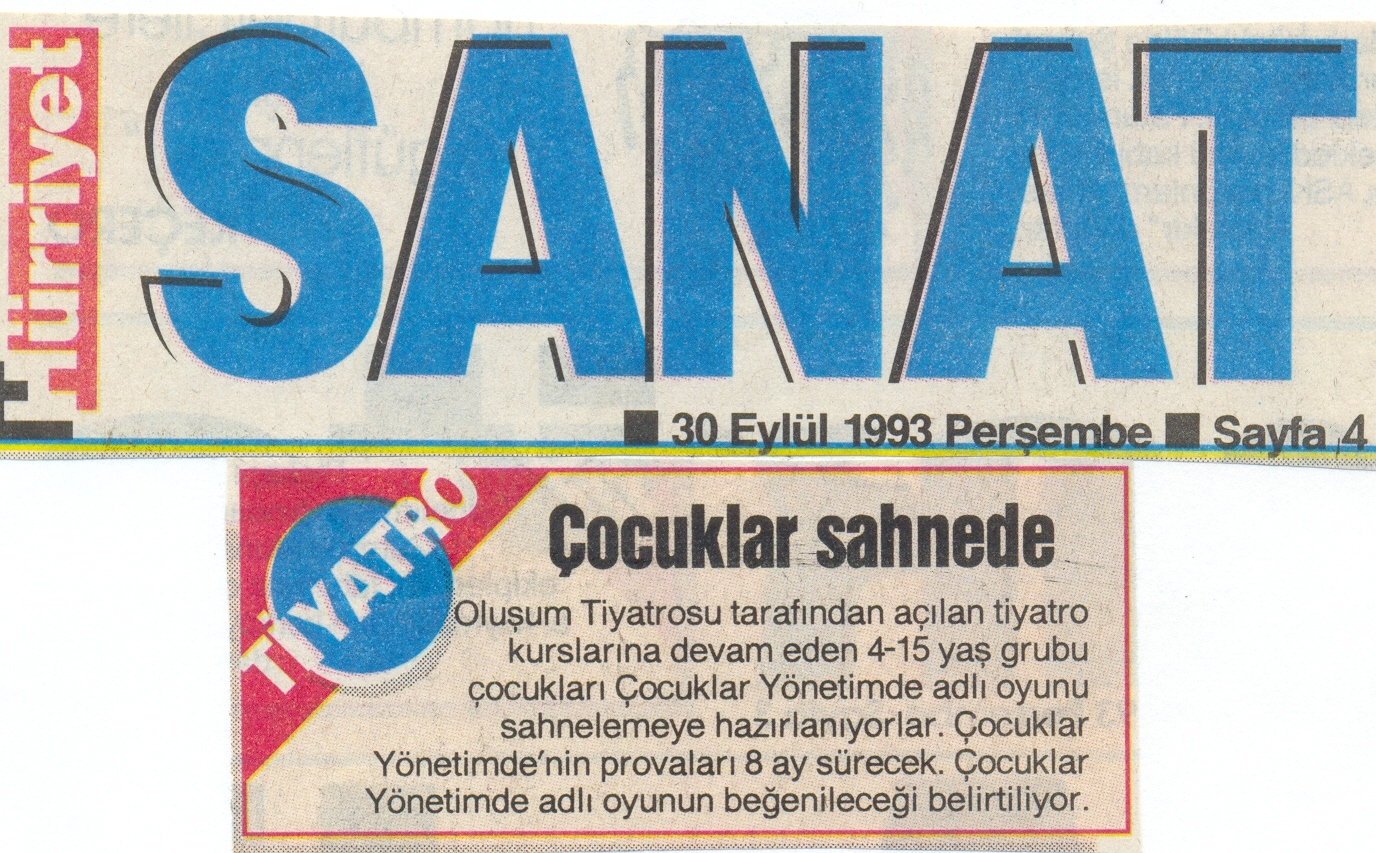 Hürriyet
SANAT
■ 30 Eylül 1993 Perşembe ■ Sayfa 4
TİYATRO
Çocuklar sahnede
Oluşum Tiyatrosu tarafından açılan tiyatro
kurslarına devam eden 4-15 yaş grubu
çocukları Çocuklar Yönetimde adlı oyunu
sahnelemeye hazırlanıyorlar. Çocuklar
Yönetimde'nin provaları 8 ay sürecek. Çocuklar
Yönetimde adlı oyunun beğenileceği belirtiliyor.